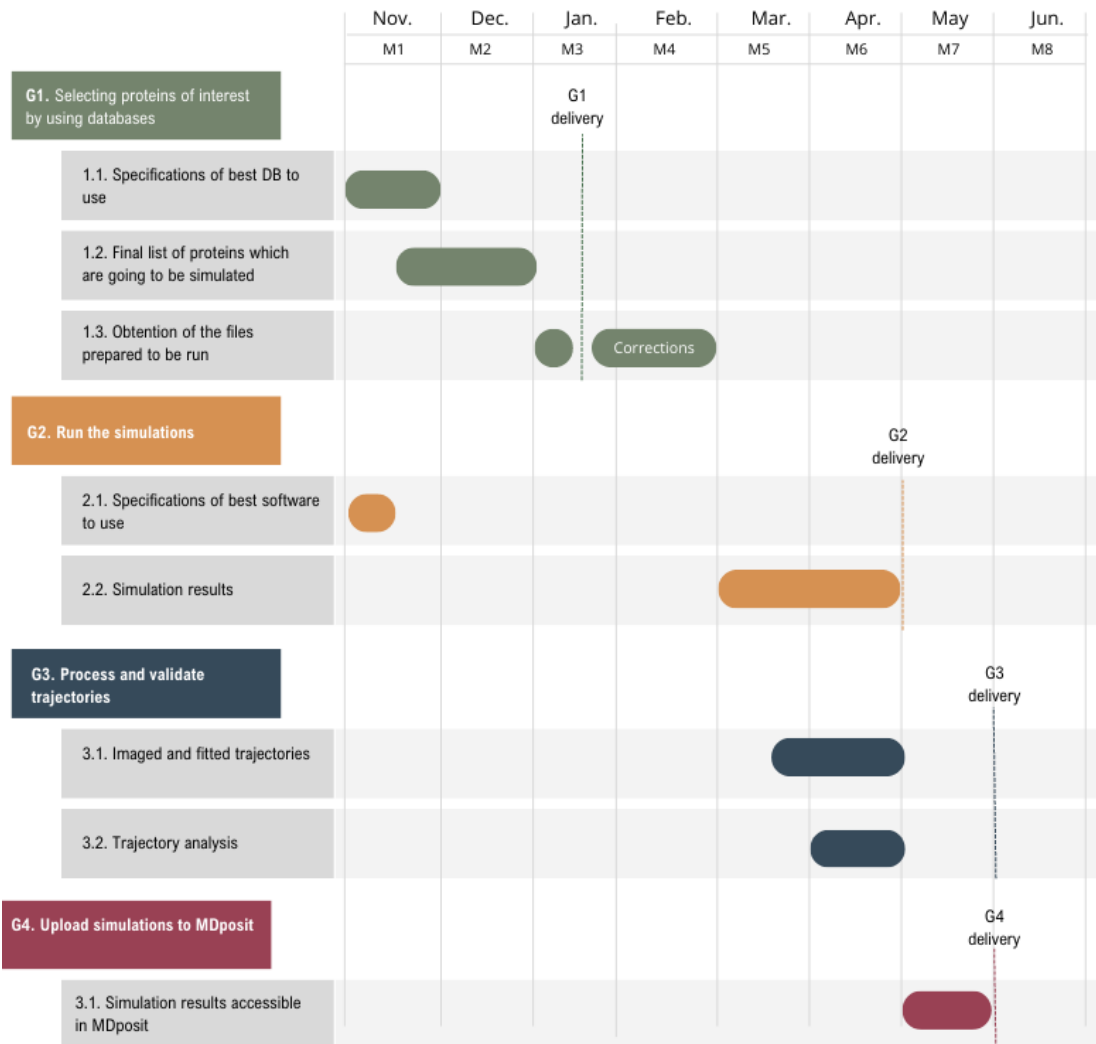 Nov. Dec. Jan. Feb. Mar. Apr. May Jun.
M1 M2 M3 M4 M5 M6 M7 M8
G1. Selecting proteins of interest
by using databases
G1
delivery
1.1. Specifications of best DB to
use
1.2. Final list of proteins which
are going to be simulated
1.3. Obtention of the files
prepared to be run
Corrections
G2. Run the simulations
G2
delivery
2.1. Specifications of best software
to use
2.2. Simulation results
G3. Process and validate
trajectories
G3
delivery
3.1. Imaged and fitted trajectories
3.2. Trajectory analysis
G4. Upload simulations to MDposit
G4
delivery
3.1. Simulation results accessible
in MDposit